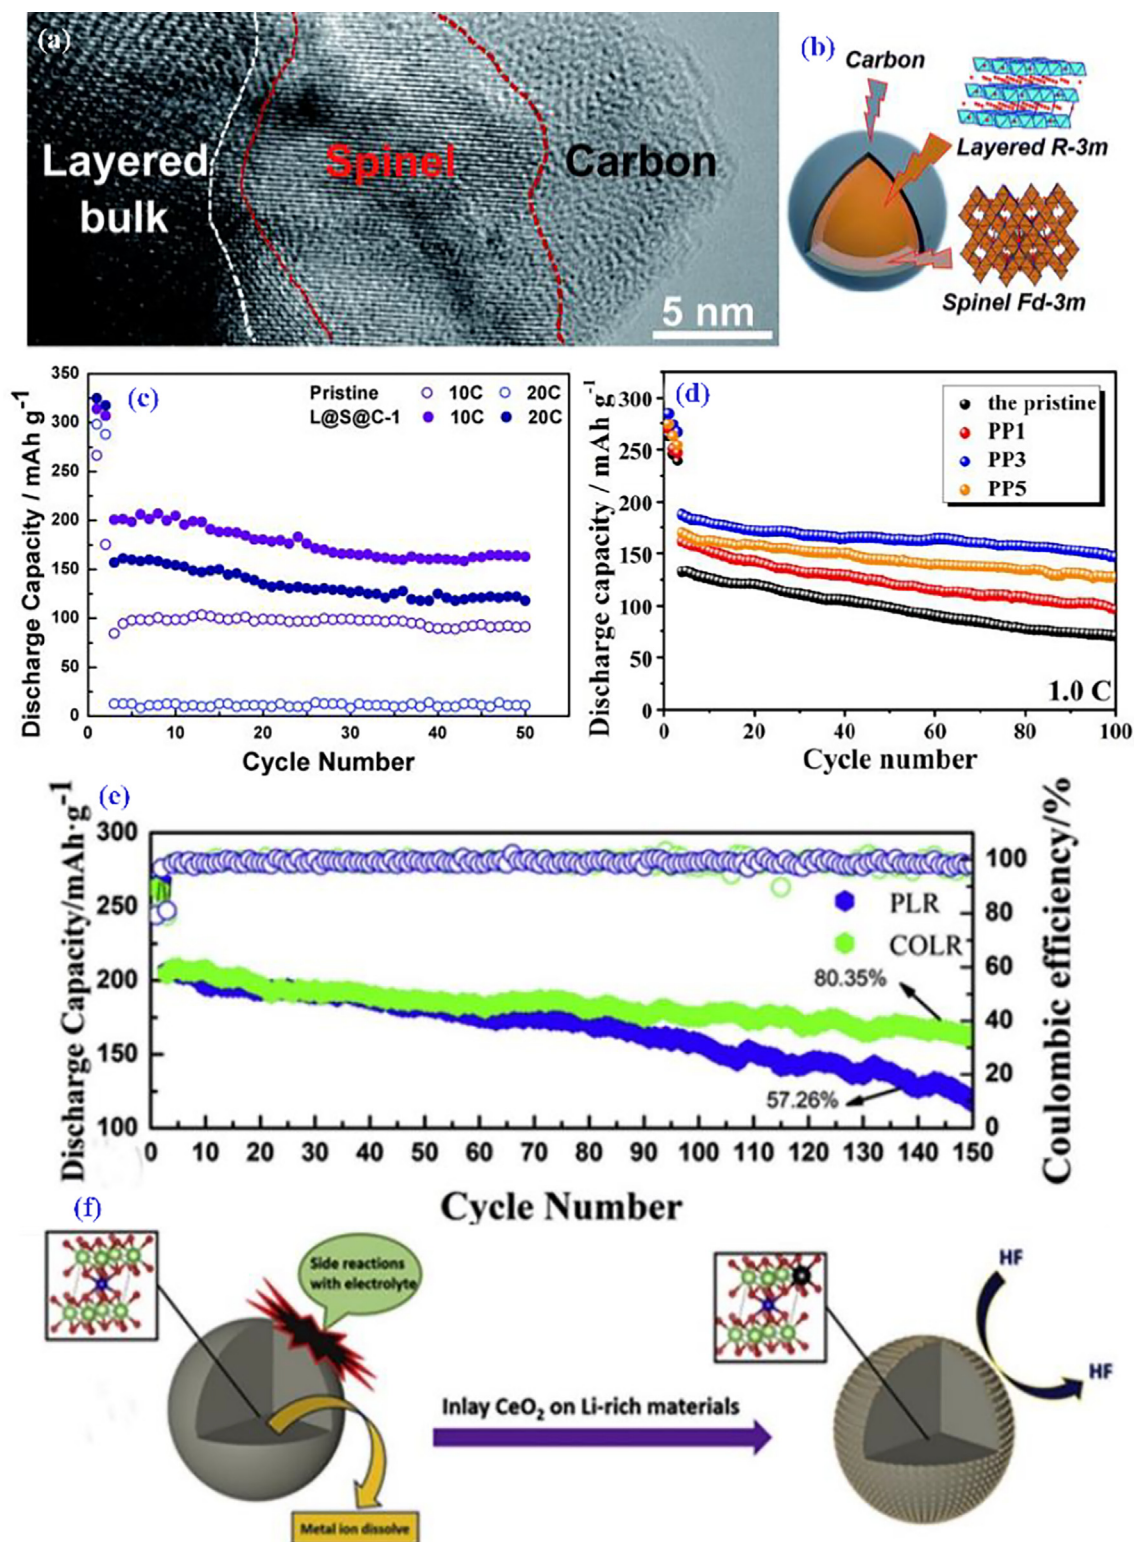 (a)
Layered
bulk
Spinel
Carbon
5 nm
(b)
Carbon
Layered R-3m
Spinel Fd-3m
(c)
Discharge Capacity / mAh g-1
350
300
250
200
150
100
50
0
Pristine 10C 20C
L@S@C-1 10C 20C
0 10 20 30 40 50
Cycle Number
(d)
Discharge capacity / mAh g-1
300
250
200
150
100
50
0
the pristine
PP1
PP3
PP5
1.0 C
0 20 40 60 80 100
Cycle number
(e)
Discharge Capacity/mAh·g-1
300
250
200
150
100
PLR
COLR
80.35%
57.26%
100
80
60
40
20
0
Coulombic efficiency/%
0 10 20 30 40 50 60 70 80 90 100 110 120 130 140 150
Cycle Number
(f)
Side reactions
with electrolyte
Metal ion dissolve
Inlay CeO2 on Li-rich materials
HF
HF